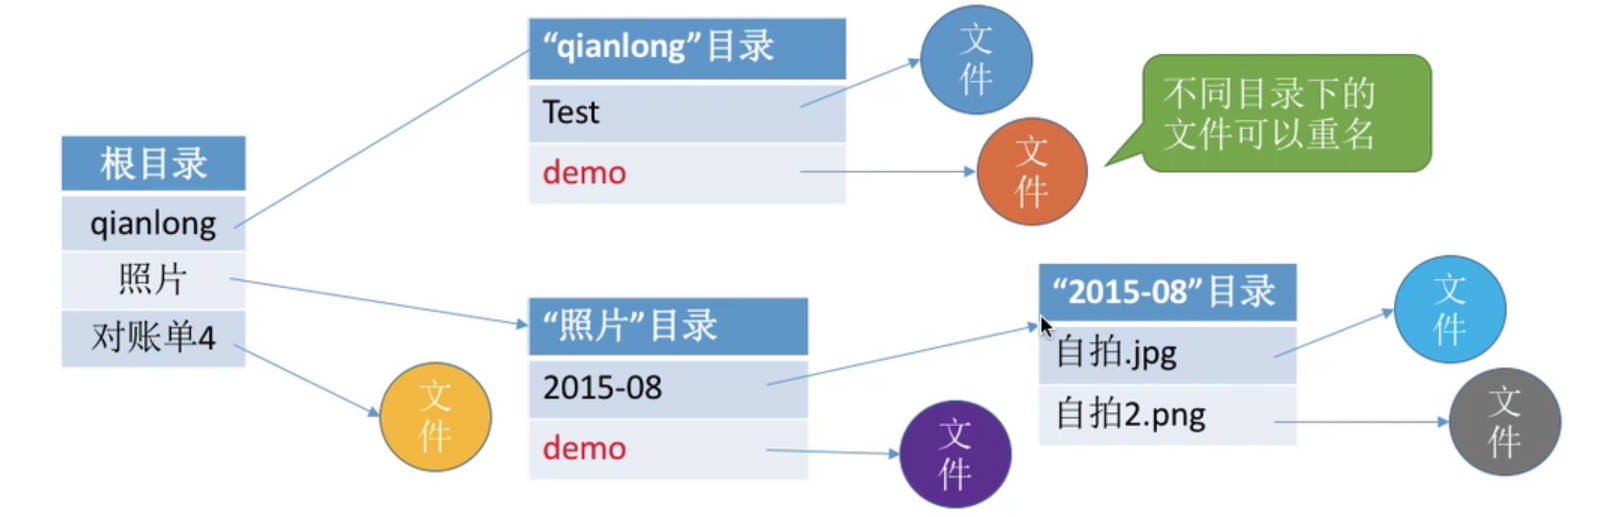 根目录
qianlong
照片
对账单4
文
件
“qianlong”目录
Test
demo
文
件
文
件
不同目录下的
文件可以重名
“照片”目录
2015-08
demo
文
件
“2015-08”目录
自拍.jpg
自拍2.png
文
件
文
件